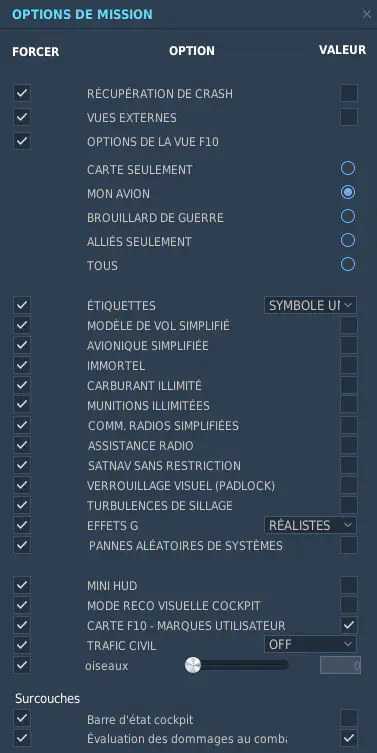 OPTIONS DE MISSION
FORCER OPTION VALEUR
RÉCUPÉRATION DE CRASH
VUES EXTERNES
OPTIONS DE LA VUE F10
CARTE SEULEMENT
MON AVION
BROUILLARD DE GUERRE
ALLIÉS SEULEMENT
TOUS
ÉTIQUETTES SYMBOLE
MODÈLE DE VOL SIMPLIFIÉ
AVIONIQUE SIMPLIFIÉE
IMMORTEL
CARBURANT ILLIMITÉ
MUNITIONS ILLIMITÉES
COMM. RADIOS SIMPLIFIÉES
ASSISTANCE RADIO
SATNAV SANS RESTRICTION
VERROUILLAGE VISUEL (PADLOCK)
TURBULENCES DE SILLAGE
EFFETS G RÉALISTES
PANNES ALÉATOIRES DE SYSTÈMES
MINI HUD
MODE RECO VISUELLE COCKPIT
CARTE F10 - MARQUES UTILISATEUR
TRAFIC CIVIL OFF
oiseaux 0
Surcouches
Barre d'état cockpit
Évaluation des dommages au